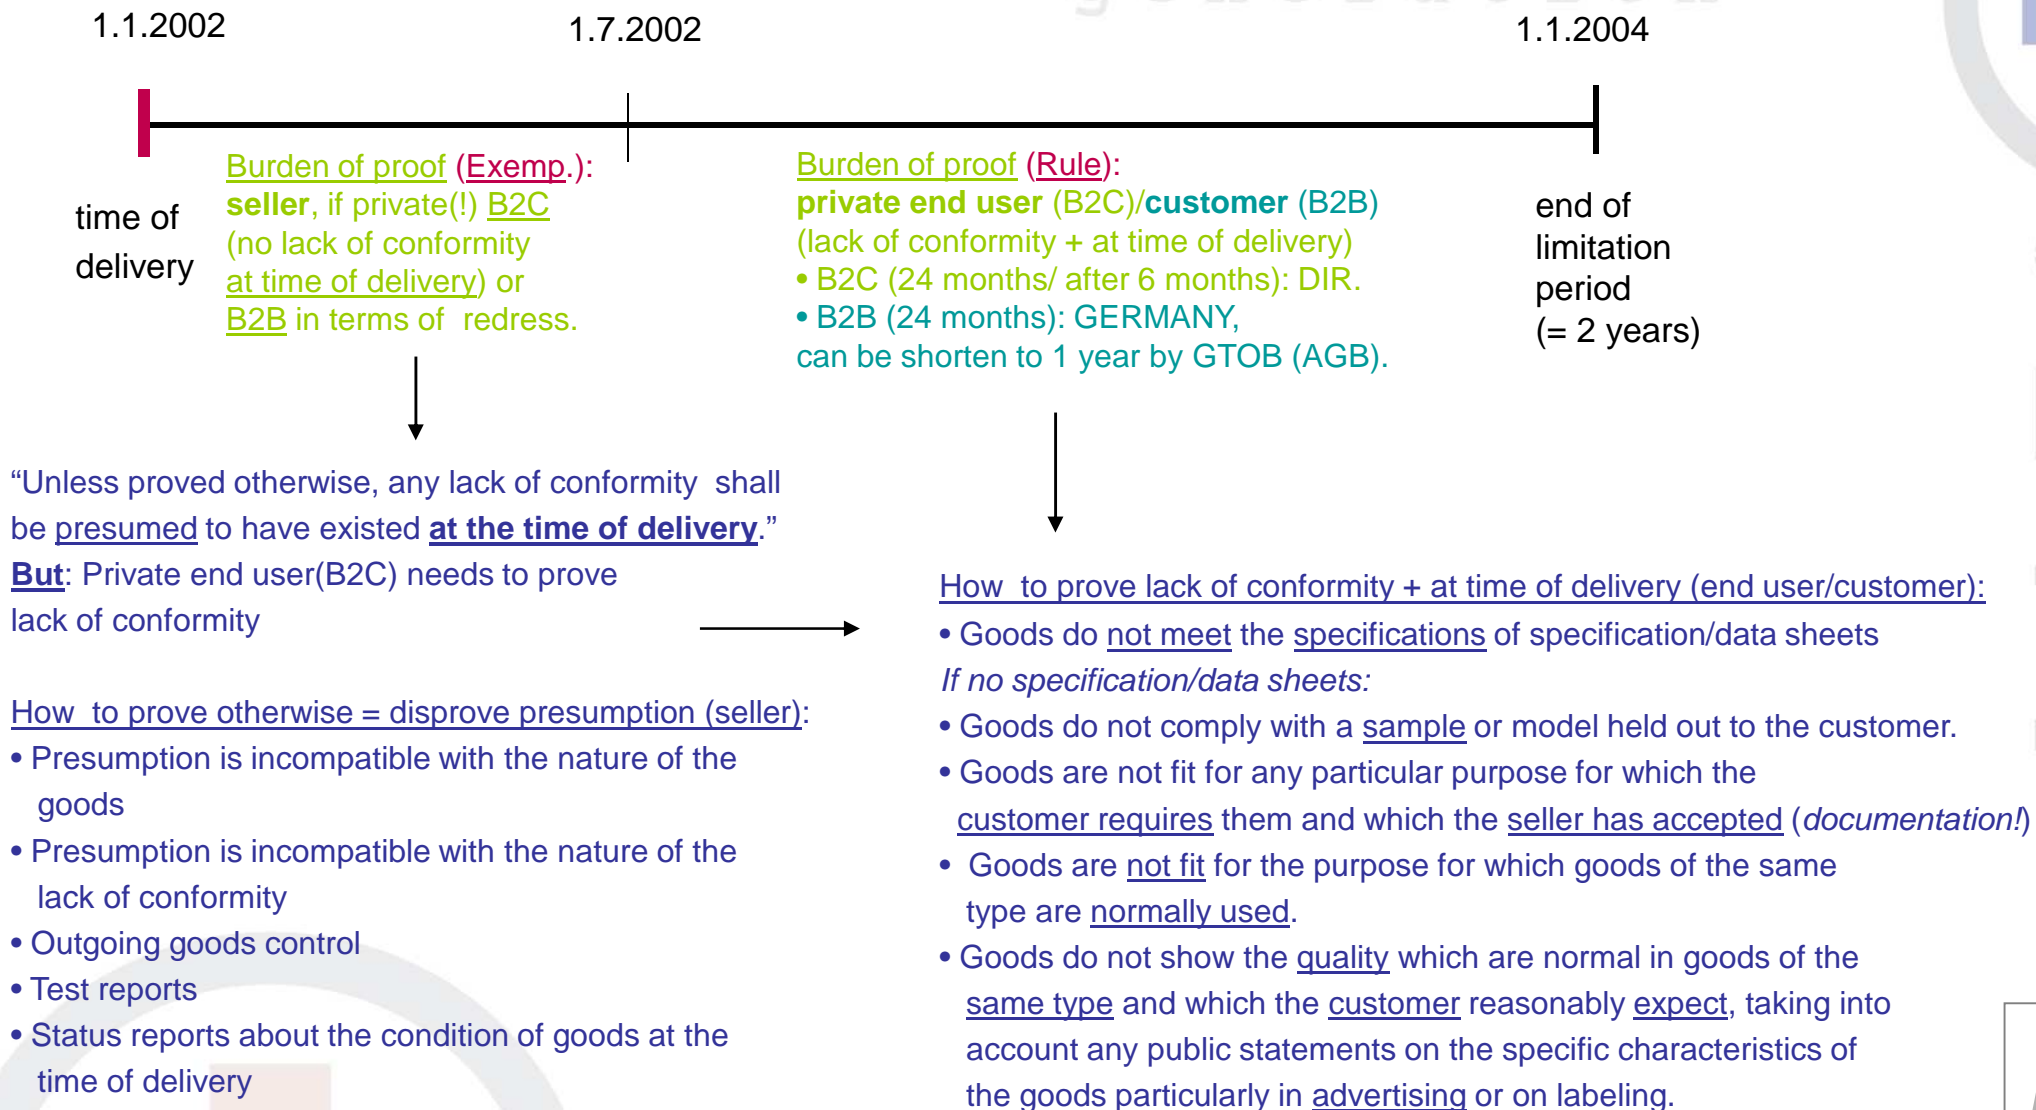 1.1.2002
1.7.2002
1.1.2004
time of
delivery
Burden of proof (Exemp.):
seller, if private(!) B2C
(no lack of conformity
at time of delivery) or
B2B in terms of redress.
Burden of proof (Rule):
private end user (B2C)/customer (B2B)
(lack of conformity + at time of delivery)
• B2C (24 months/ after 6 months): DIR.
• B2B (24 months): GERMANY,
can be shorten to 1 year by GTOB (AGB).
end of
limitation
period
(= 2 years)
“Unless proved otherwise, any lack of conformity shall
be presumed to have existed at the time of delivery.”
But: Private end user(B2C) needs to prove
lack of conformity
How to prove otherwise = disprove presumption (seller):
• Presumption is incompatible with the nature of the
goods
• Presumption is incompatible with the nature of the
lack of conformity
• Outgoing goods control
• Test reports
• Status reports about the condition of goods at the
time of delivery
How to prove lack of conformity + at time of delivery (end user/customer):
• Goods do not meet the specifications of specification/data sheets
If no specification/data sheets:
• Goods do not comply with a sample or model held out to the customer.
• Goods are not fit for any particular purpose for which the
customer requires them and which the seller has accepted (documentation!)
• Goods are not fit for the purpose for which goods of the same
type are normally used.
• Goods do not show the quality which are normal in goods of the
same type and which the customer reasonably expect, taking into
account any public statements on the specific characteristics of
the goods particularly in advertising or on labeling.